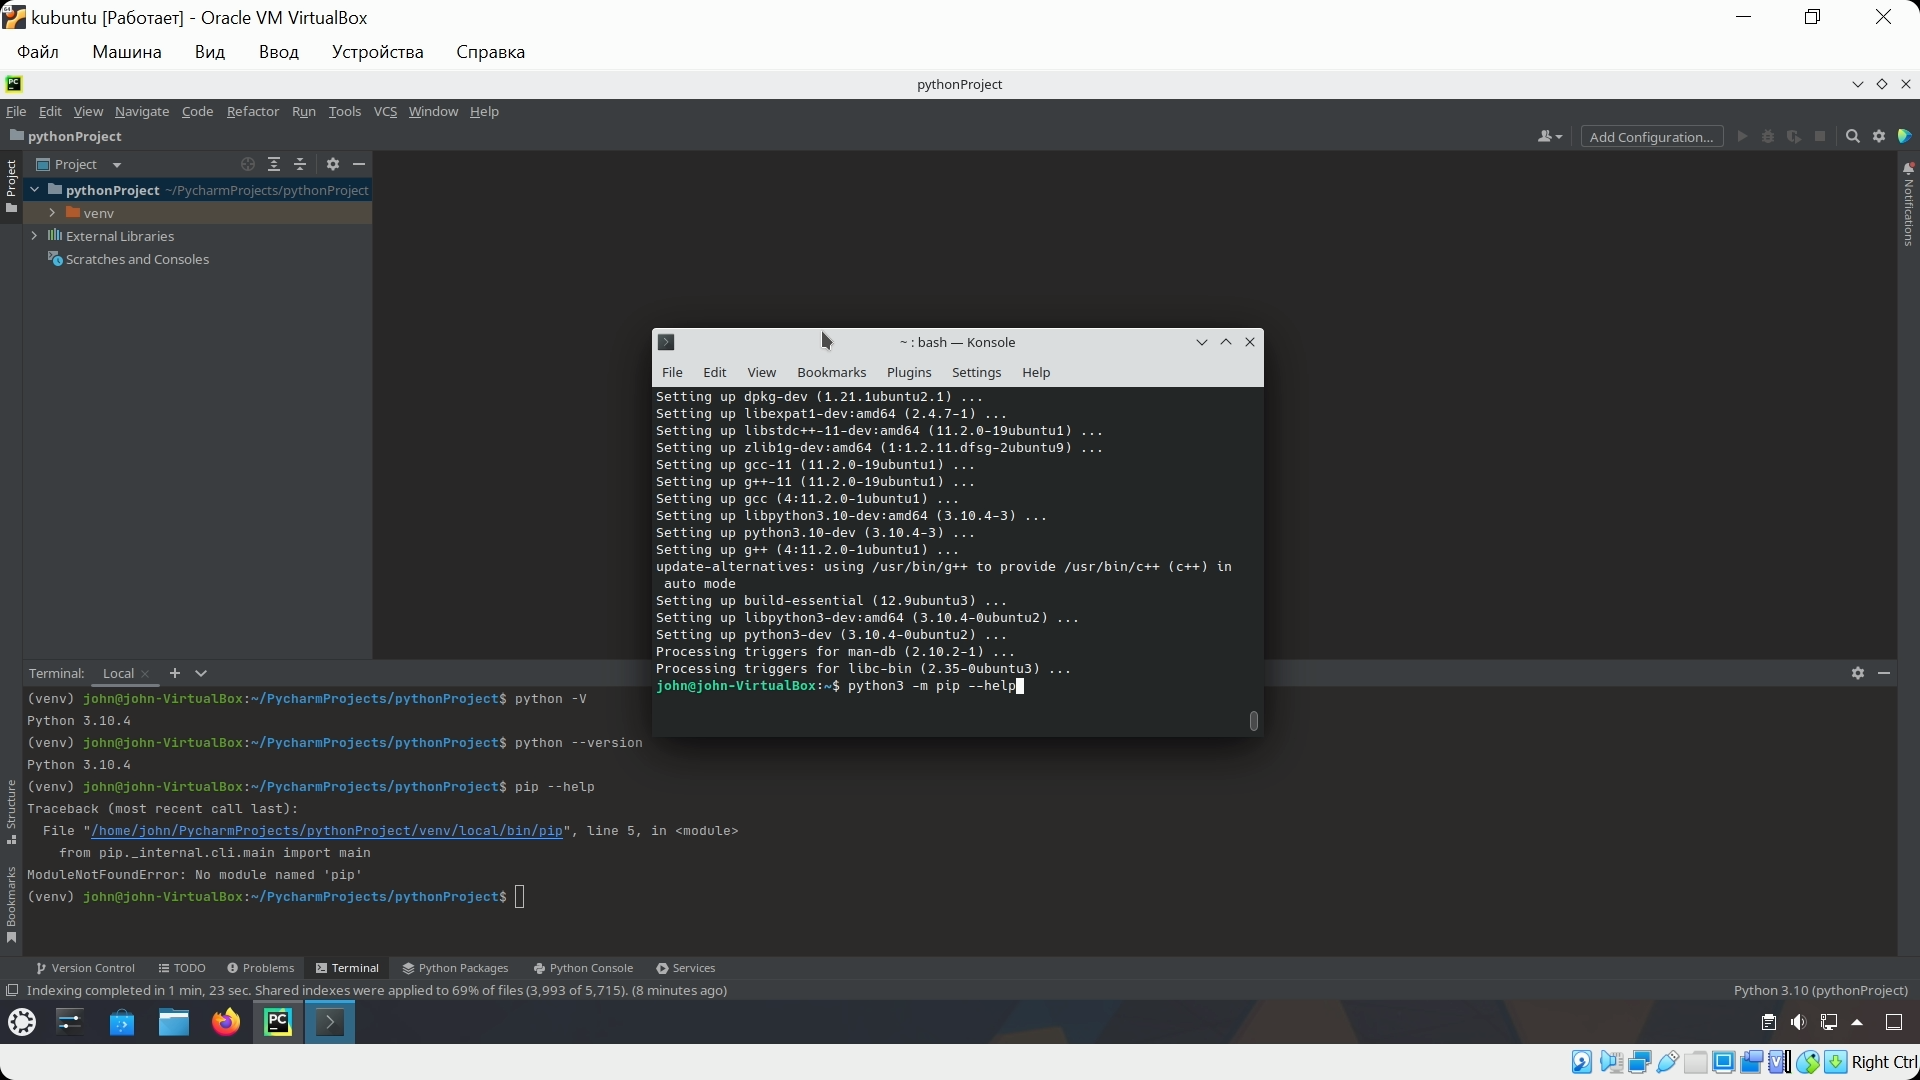 kubuntu [Работает] - Oracle VM VirtualBox
Файл Машина Вид Ввод Устройства Справка
pythonProject
File Edit View Navigate Code Refactor Run Tools VCS Window Help
pythonProject
Add Configuration...
Project
pythonProject ~/PycharmProjects/pythonProject
venv
External Libraries
Scratches and Consoles
Project
Notifications
~ : bash — Konsole
File Edit View Bookmarks Plugins Settings Help
Setting up dpkg-dev (1.21.1ubuntu2.1) ...
Setting up libexpat1-dev:amd64 (2.4.7-1) ...
Setting up libstdc++-11-dev:amd64 (11.2.0-19ubuntu1) ...
Setting up zlib1g-dev:amd64 (1:1.2.11.dfsg-2ubuntu9) ...
Setting up gcc-11 (11.2.0-19ubuntu1) ...
Setting up g++-11 (11.2.0-19ubuntu1) ...
Setting up gcc (4:11.2.0-1ubuntu1) ...
Setting up libpython3.10-dev:amd64 (3.10.4-3) ...
Setting up python3.10-dev (3.10.4-3) ...
Setting up g++ (4:11.2.0-1ubuntu1) ...
update-alternatives: using /usr/bin/g++ to provide /usr/bin/c++ (c++) in
auto mode
Setting up build-essential (12.9ubuntu3) ...
Setting up libpython3-dev:amd64 (3.10.4-0ubuntu2) ...
Setting up python3-dev (3.10.4-0ubuntu2) ...
Processing triggers for man-db (2.10.2-1) ...
Processing triggers for libc-bin (2.35-0ubuntu3) ...
john@john-VirtualBox:~$ python3 -m pip --help
Terminal: Local
(venv) john@john-VirtualBox:~/PycharmProjects/pythonProject$ python -V
Python 3.10.4
(venv) john@john-VirtualBox:~/PycharmProjects/pythonProject$ python --version
Python 3.10.4
(venv) john@john-VirtualBox:~/PycharmProjects/pythonProject$ pip --help
Traceback (most recent call last):
File "/home/john/PycharmProjects/pythonProject/venv/local/bin/pip", line 5, in <module>
from pip._internal.cli.main import main
ModuleNotFoundError: No module named 'pip'
(venv) john@john-VirtualBox:~/PycharmProjects/pythonProject$
Structure
Bookmarks
Version Control TODO Problems Terminal Python Packages Python Console Services
Indexing completed in 1 min, 23 sec. Shared indexes were applied to 69% of files (3,993 of 5,715). (8 minutes ago)
Python 3.10 (pythonProject)
Right Ctrl